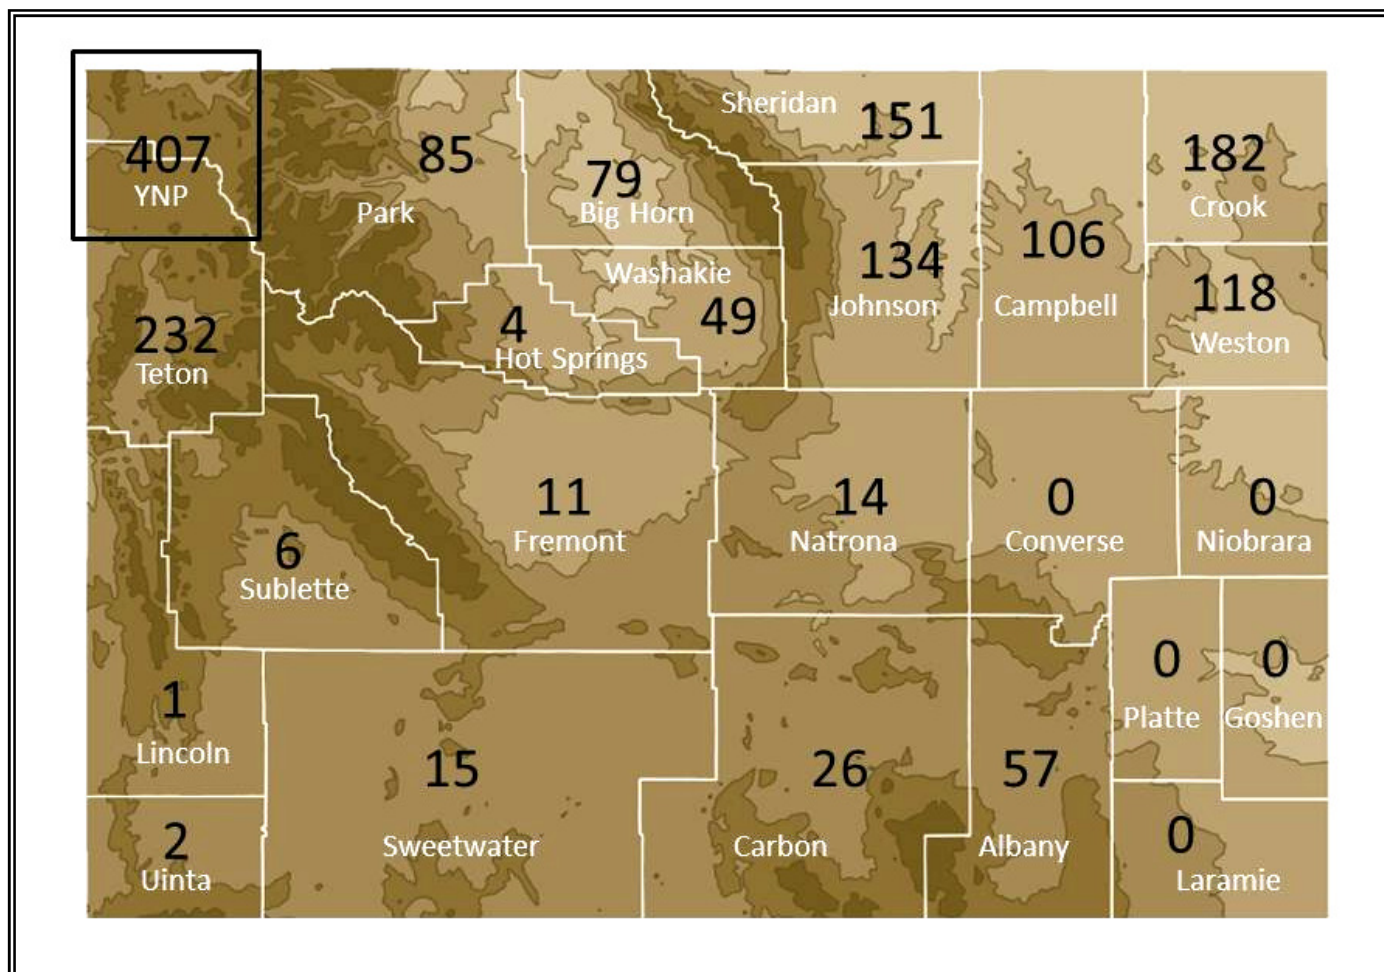 Sheridan
151
407
YNP
85
Park
79
Big Horn
182
Crook
134
Johnson
106
Campbell
Washakie
49
118
Weston
232
Teton
4
Hot Springs
11
Fremont
14
Natrona
0
Converse
0
Niobrara
6
Sublette
1
Lincoln
15
Sweetwater
26
Carbon
57
Albany
0
Platte
0
Goshen
2
Uinta
0
Laramie